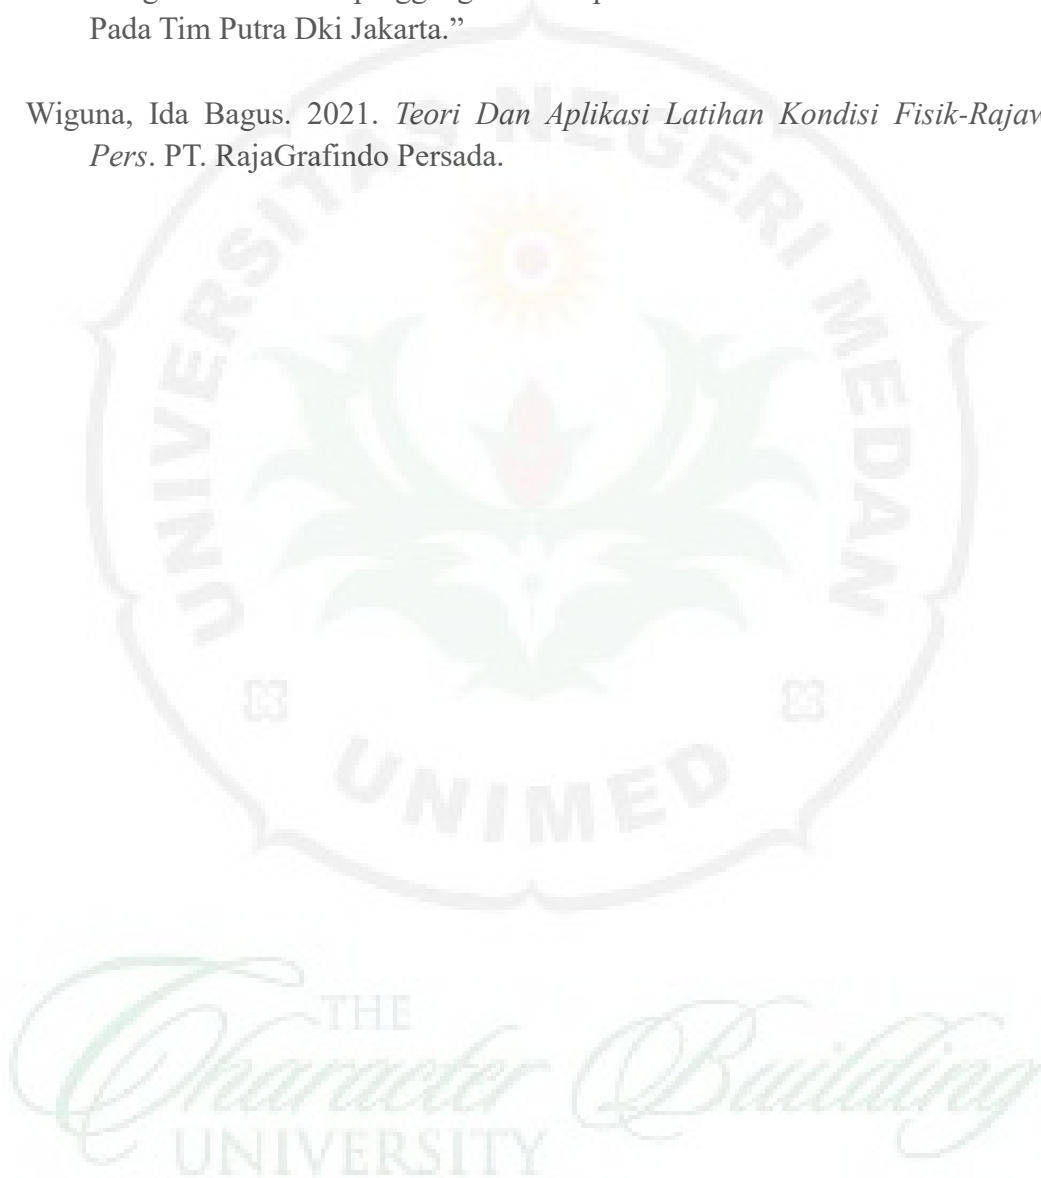 Pada Tim Putra Dki Jakarta.”
Wiguna, Ida Bagus. 2021. Teori Dan Aplikasi Latihan Kondisi Fisik-Rajaw
Pers. PT. RajaGrafindo Persada.
UNIVERSITAS NEGERI MEDAN
UNIMED
THE
Character Building
UNIVERSITY